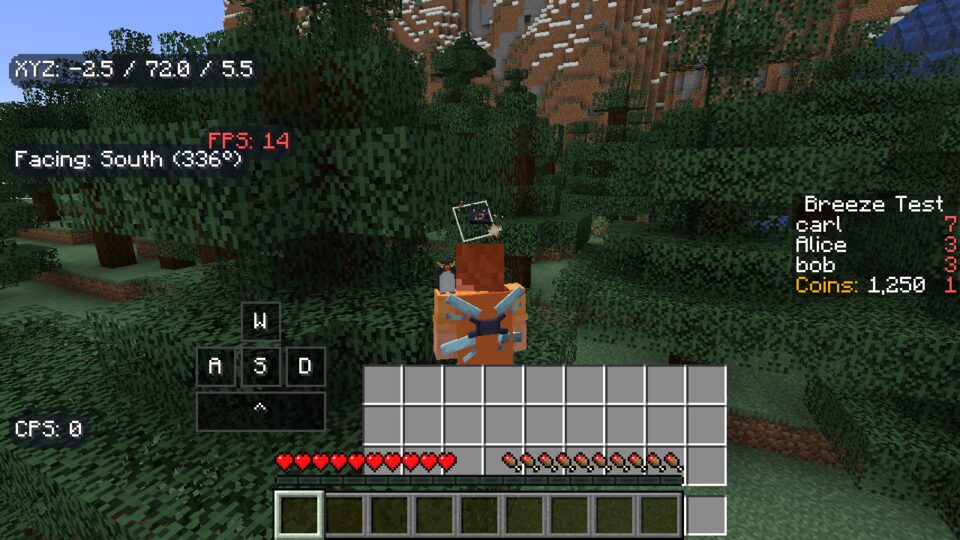 XYZ: -2.5 / 72.0 / 5.5
FPS: 14
Facing: South (336º)
Breeze Test
carl 7
Alice 3
bob 3
Coins: 1,250 1
W
A S D
^
CPS: 0